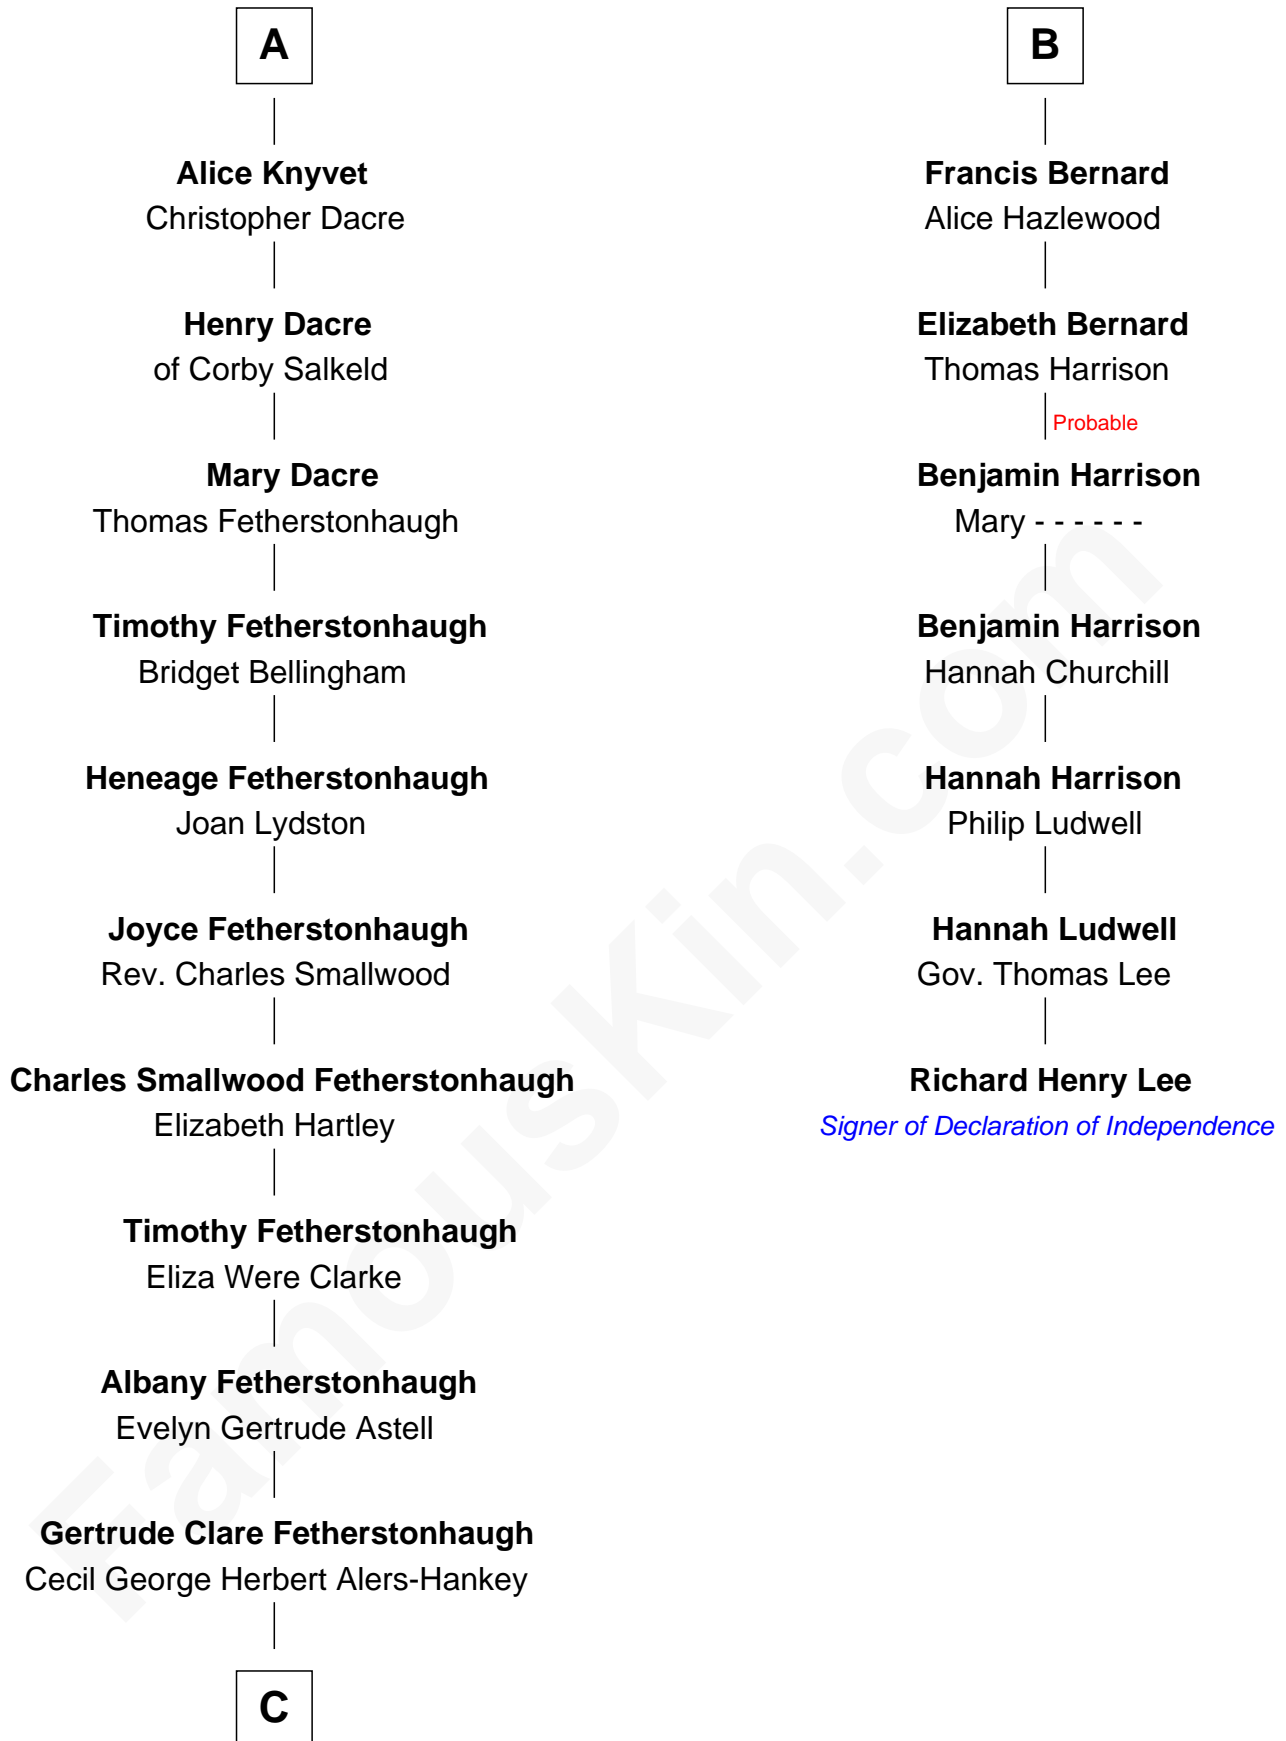 A
Alice Knyvet
Christopher Dacre
Henry Dacre
of Corby Salkeld
Mary Dacre
Thomas Fetherstonhaugh
Timothy Fetherstonhaugh
Bridget Bellingham
Heneage Fetherstonhaugh
Joan Lydston
Joyce Fetherstonhaugh
Rev. Charles Smallwood
Charles Smallwood Fetherstonhaugh
Elizabeth Hartley
Timothy Fetherstonhaugh
Eliza Were Clarke
Albany Fetherstonhaugh
Evelyn Gertrude Astell
Gertrude Clare Fetherstonhaugh
Cecil George Herbert Alers-Hankey
C
B
Francis Bernard
Alice Hazlewood
Elizabeth Bernard
Thomas Harrison
Probable
Benjamin Harrison
Mary - - - - - -
Benjamin Harrison
Hannah Churchill
Hannah Harrison
Philip Ludwell
Hannah Ludwell
Gov. Thomas Lee
Richard Henry Lee
Signer of Declaration of Independence
FamousKin.com